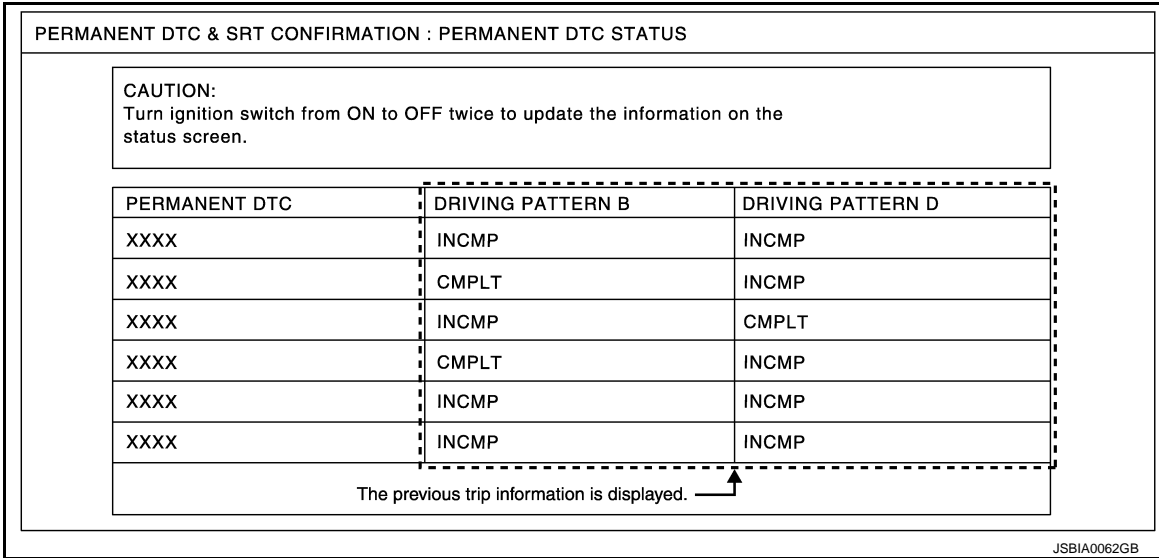 PERMANENT DTC & SRT CONFIRMATION : PERMANENT DTC STATUS
CAUTION:
Turn ignition switch from ON to OFF twice to update the information on the
status screen.
PERMANENT DTC DRIVING PATTERN B DRIVING PATTERN D
XXXX INCMP INCMP
XXXX CMPLT INCMP
XXXX INCMP CMPLT
XXXX CMPLT INCMP
XXXX INCMP INCMP
XXXX INCMP INCMP
The previous trip information is displayed.
JSBIA0062GB